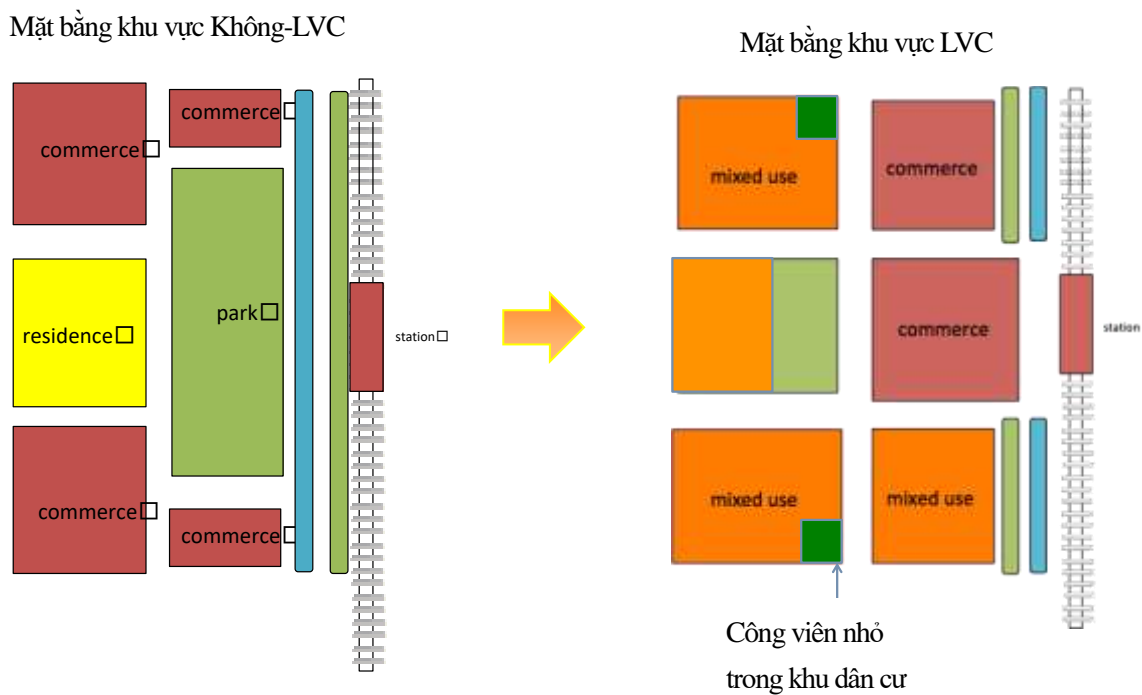 Mặt bằng khu vực Không-LVC
commerce
commerce
residence
park
station
commerce
commerce
Mặt bằng khu vực LVC
mixed use
commerce
commerce
station
mixed use
mixed use
Công viên nhỏ
trong khu dân cư